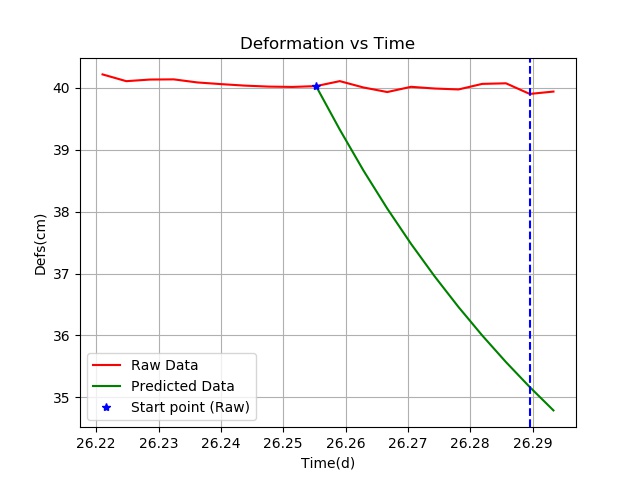 Deformation vs Time
Defs(cm)
40
39
38
37
36
35
Raw Data
Predicted Data
Start point (Raw)
26.22 26.23 26.24 26.25 26.26 26.27 26.28 26.29
Time(d)